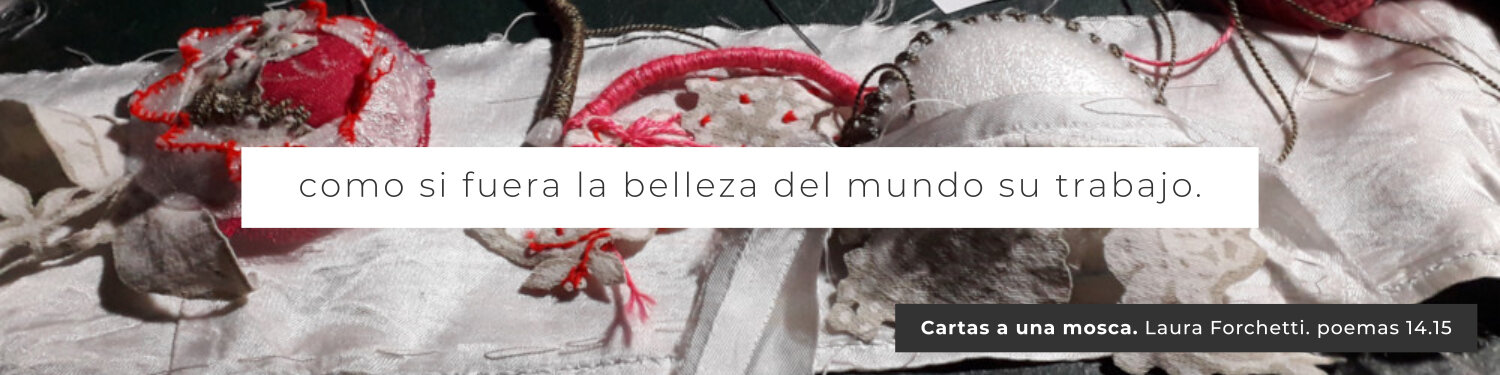 como si fuera la belleza del mundo su trabajo.
Cartas a una mosca. Laura Forchetti. poemas 14.15